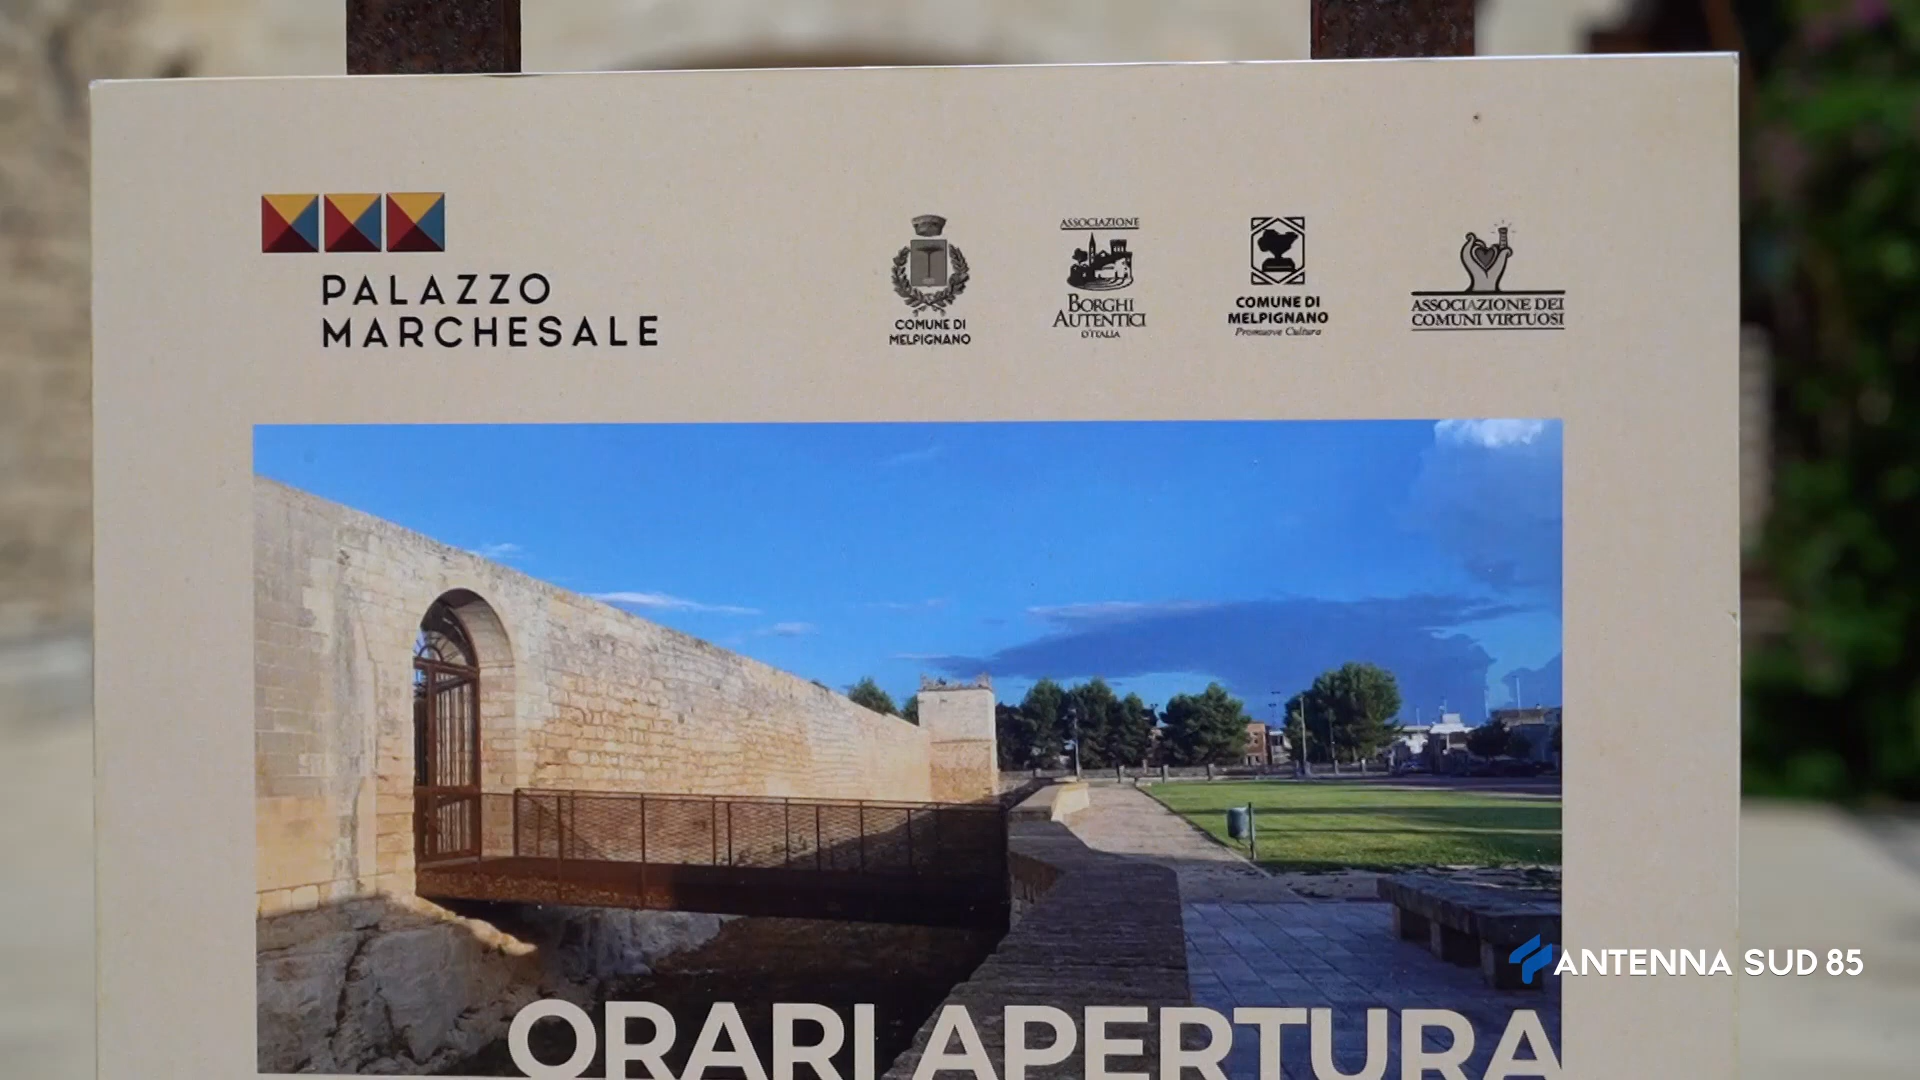 PALAZZO
MARCHESALE
COMUNE DI
MELPIGNANO
ASSOCIAZIONE
BORGHI
AUTENTICI
D'ITALIA
COMUNE DI
MELPIGNANO
Promuove Cultura
ASSOCIAZIONE DEI
COMUNI VIRTUOSI
ANTENNA SUD 85
ORARI APERTURA